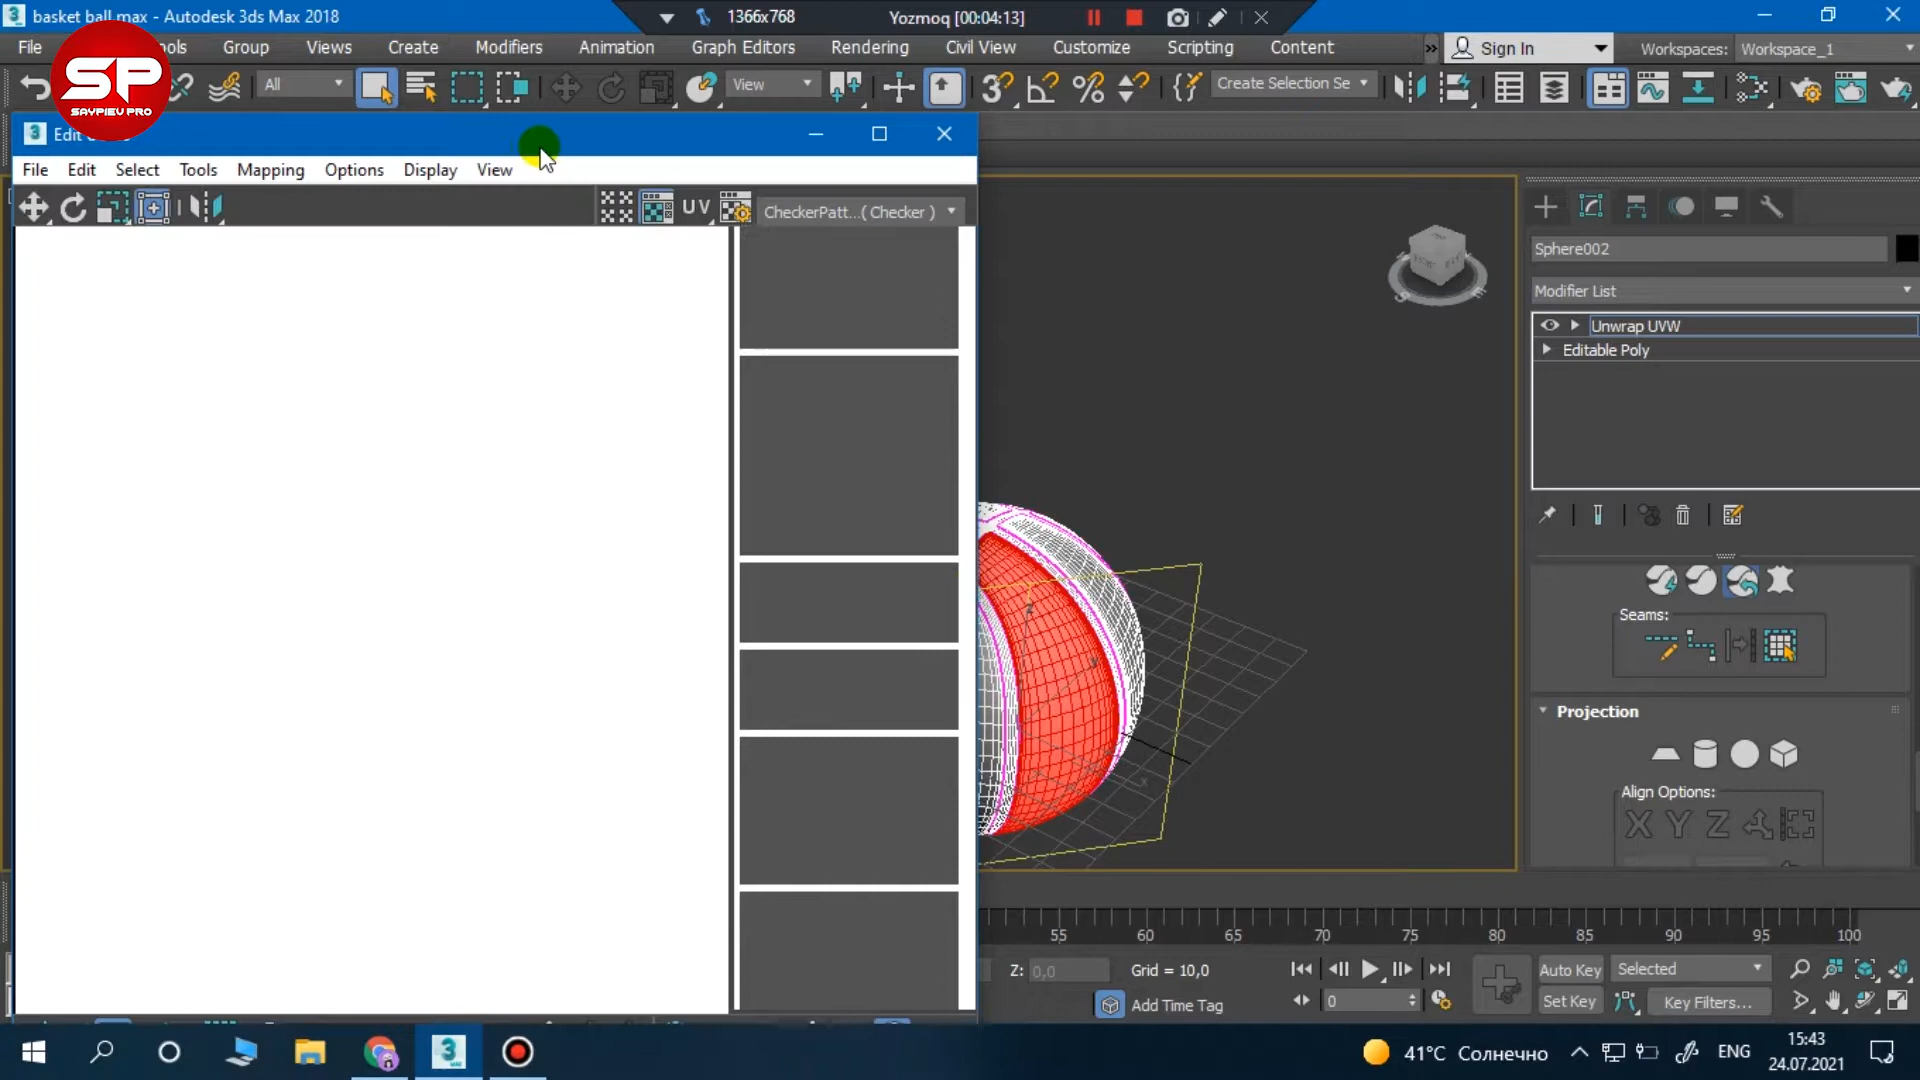 basket ball.max - Autodesk 3ds Max 2018
1366x768
Yozmoq [00:04:13]
File
Group
Views
Create
Modifiers
Animation
Graph Editors
Rendering
Civil View
Customize
Scripting
Content
Sign In
Workspaces: Workspace_1
SP
SAYPIEV PRO
All
View
Create Selection Se
Edit
File Edit Select Tools Mapping Options Display View
UV
CheckerPatt...( Checker )
Sphere002
Modifier List
Unwrap UVW
Editable Poly
Seams:
Projection
Align Options:
X Y Z
55 60 65 70 75 80 85 90 95 100
Z: 0,0
Grid = 10,0
Add Time Tag
0
Auto Key
Selected
Set Key
Key Filters...
41°C Солнечно
ENG
15:43
24.07.2021